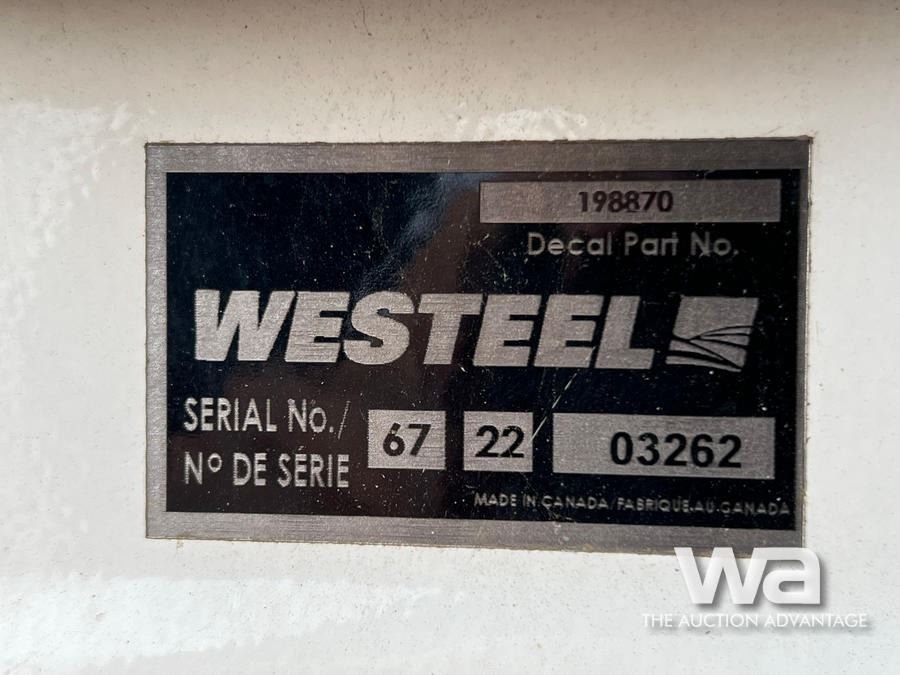 198870
Decal Part No.
WESTEEL
SERIAL No./
Nº DE SÉRIE
67 22 03262
MADE IN CANADA/FABRIQUE AU CANADA
wa
THE AUCTION ADVANTAGE